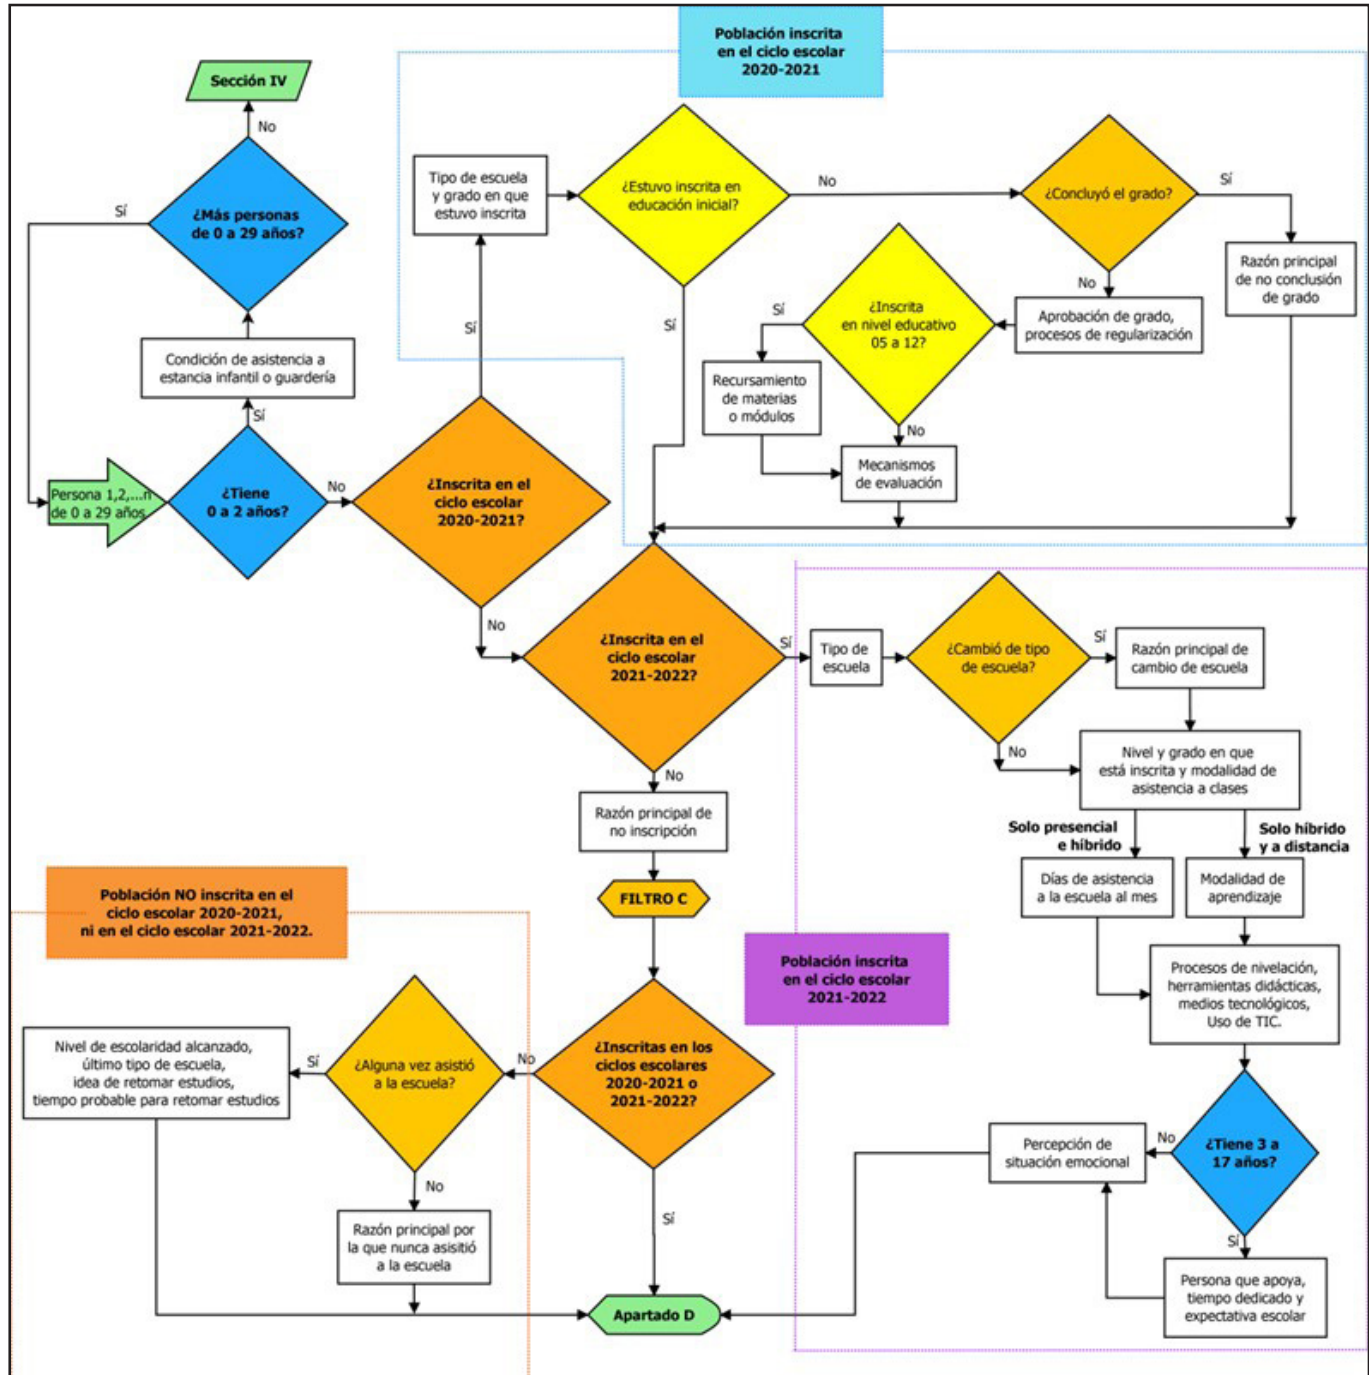 Población inscrita
en el ciclo escolar
2020-2021
Sección IV
No
¿Más personas
de 0 a 29 años?
Sí
Condición de asistencia a
estancia infantil o guardería
Sí
Persona 1,2,...n
de 0 a 29 años
¿Tiene
0 a 2 años?
No
¿Inscrita en el
ciclo escolar
2020-2021?
Sí
No
Tipo de escuela
y grado en que
estuvo inscrita
¿Estuvo inscrita en
educación inicial?
No
Sí
¿Concluyó el grado?
Sí
No
Razón principal
de no conclusión
de grado
Aprobación de grado,
procesos de regularización
¿Inscrita
en nivel educativo
05 a 12?
Sí
No
Recursamiento
de materias
o módulos
Mecanismos
de evaluación
¿Inscrita en el
ciclo escolar
2021-2022?
Sí
No
Tipo de
escuela
¿Cambió de tipo
de escuela?
Sí
No
Razón principal de
cambio de escuela
Nivel y grado en que
está inscrita y modalidad de
asistencia a clases
Solo presencial
e híbrido
Solo híbrido
y a distancia
Días de asistencia
a la escuela al mes
Modalidad de
aprendizaje
Procesos de nivelación,
herramientas didácticas,
medios tecnológicos,
Uso de TIC.
¿Tiene 3 a
17 años?
No
Sí
Percepción de
situación emocional
Persona que apoya,
tiempo dedicado y
expectativa escolar
Población inscrita
en el ciclo escolar
2021-2022
Razón principal de
no inscripción
FILTRO C
¿Inscritas en los
ciclos escolares
2020-2021 o
2021-2022?
No
Sí
Población NO inscrita en el
ciclo escolar 2020-2021,
ni en el ciclo escolar 2021-2022.
¿Alguna vez asistió
a la escuela?
Sí
No
Nivel de escolaridad alcanzado,
último tipo de escuela,
idea de retomar estudios,
tiempo probable para retomar estudios
Razón principal por
la que nunca asisitió
a la escuela
Apartado D